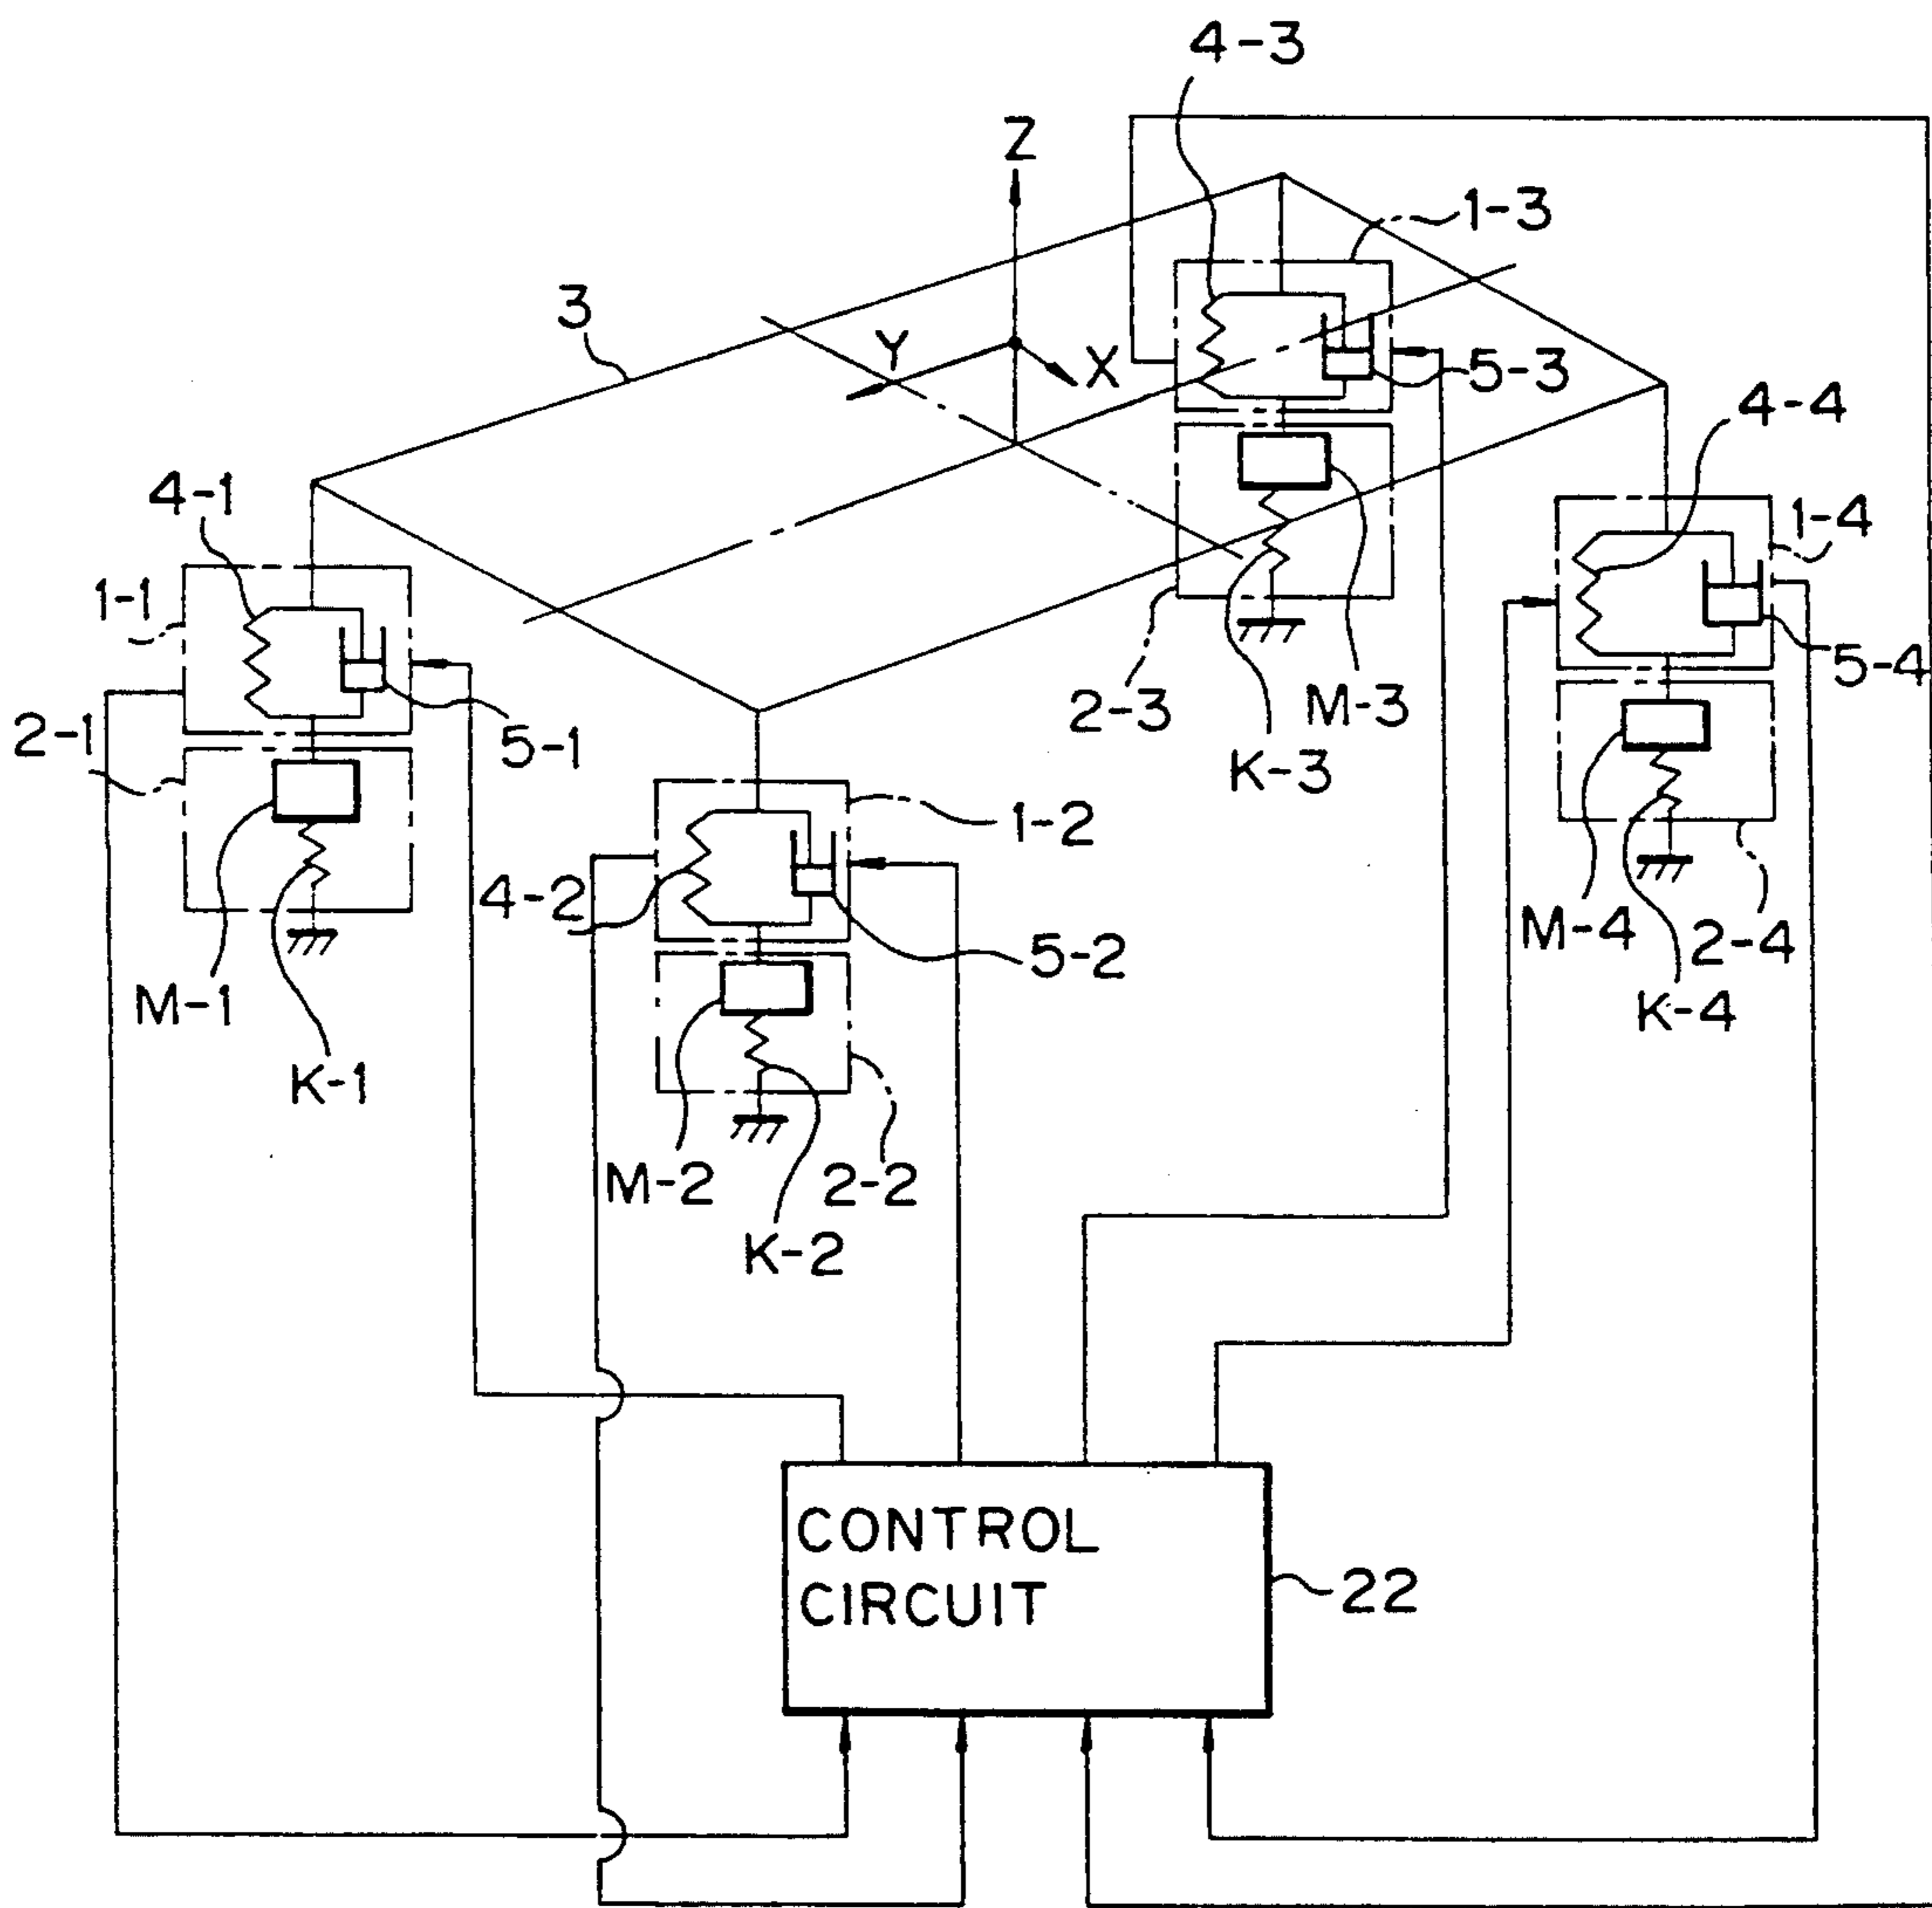 4-3
Z
1-3
3
Y
X
5-3
4-4
4-1
1-4
1-1
2-1
5-1
2-3
M-3
5-4
K-3
1-2
4-2
M-4
2-4
5-2
M-1
K-4
K-1
M-2
2-2
K-2
CONTROL
CIRCUIT
22